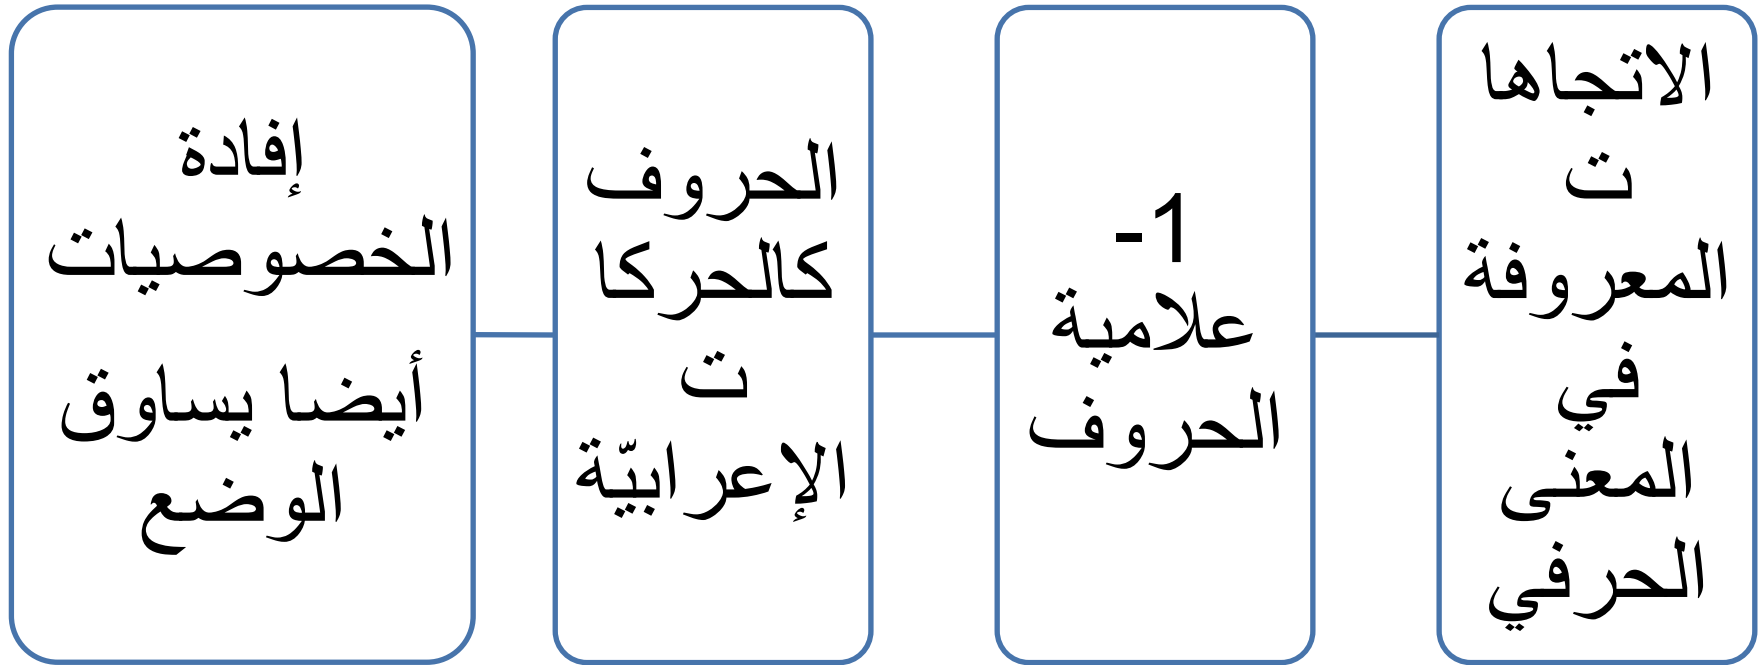 الاتجاها
ت
المعروفة
في
المعنى
الحرفي
1-
علامية
الحروف
الحروف
كالحركا
ت
الإعرابيّة
إفادة
الخصوصيات
أيضا يساوق
الوضع